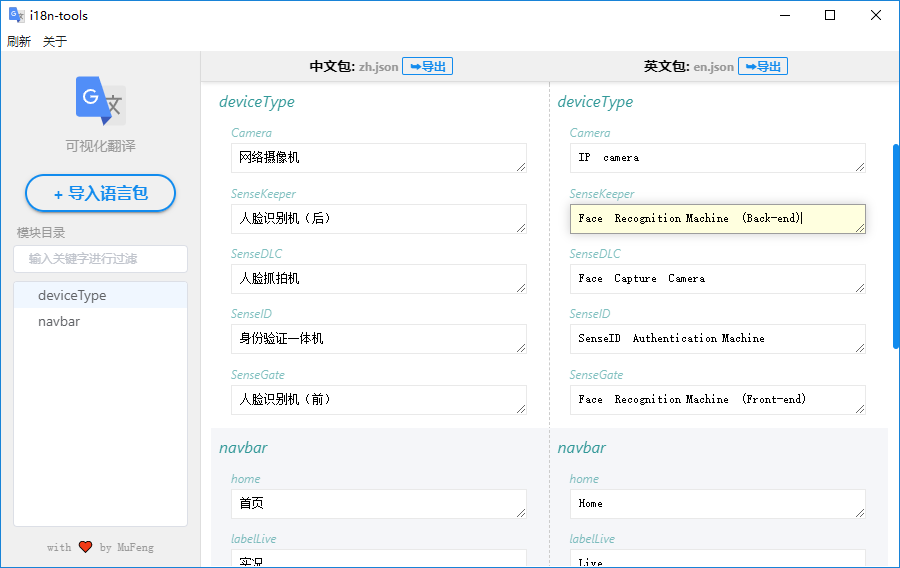 i18n-tools
刷新 关于
G 文
可视化翻译
+ 导入语言包
模块目录
输入关键字进行过滤
deviceType
navbar
with ❤ by MuFeng
中文包: zh.json ➥导出
英文包: en.json ➥导出
deviceType
Camera
网络摄像机
SenseKeeper
人脸识别机（后）
SenseDLC
人脸抓拍机
SenseID
身份验证一体机
SenseGate
人脸识别机（前）
navbar
home
首页
labelLive
实况
deviceType
Camera
IP camera
SenseKeeper
Face Recognition Machine (Back-end)
SenseDLC
Face Capture Camera
SenseID
SenseID Authentication Machine
SenseGate
Face Recognition Machine (Front-end)
navbar
home
Home
labelLive
Live